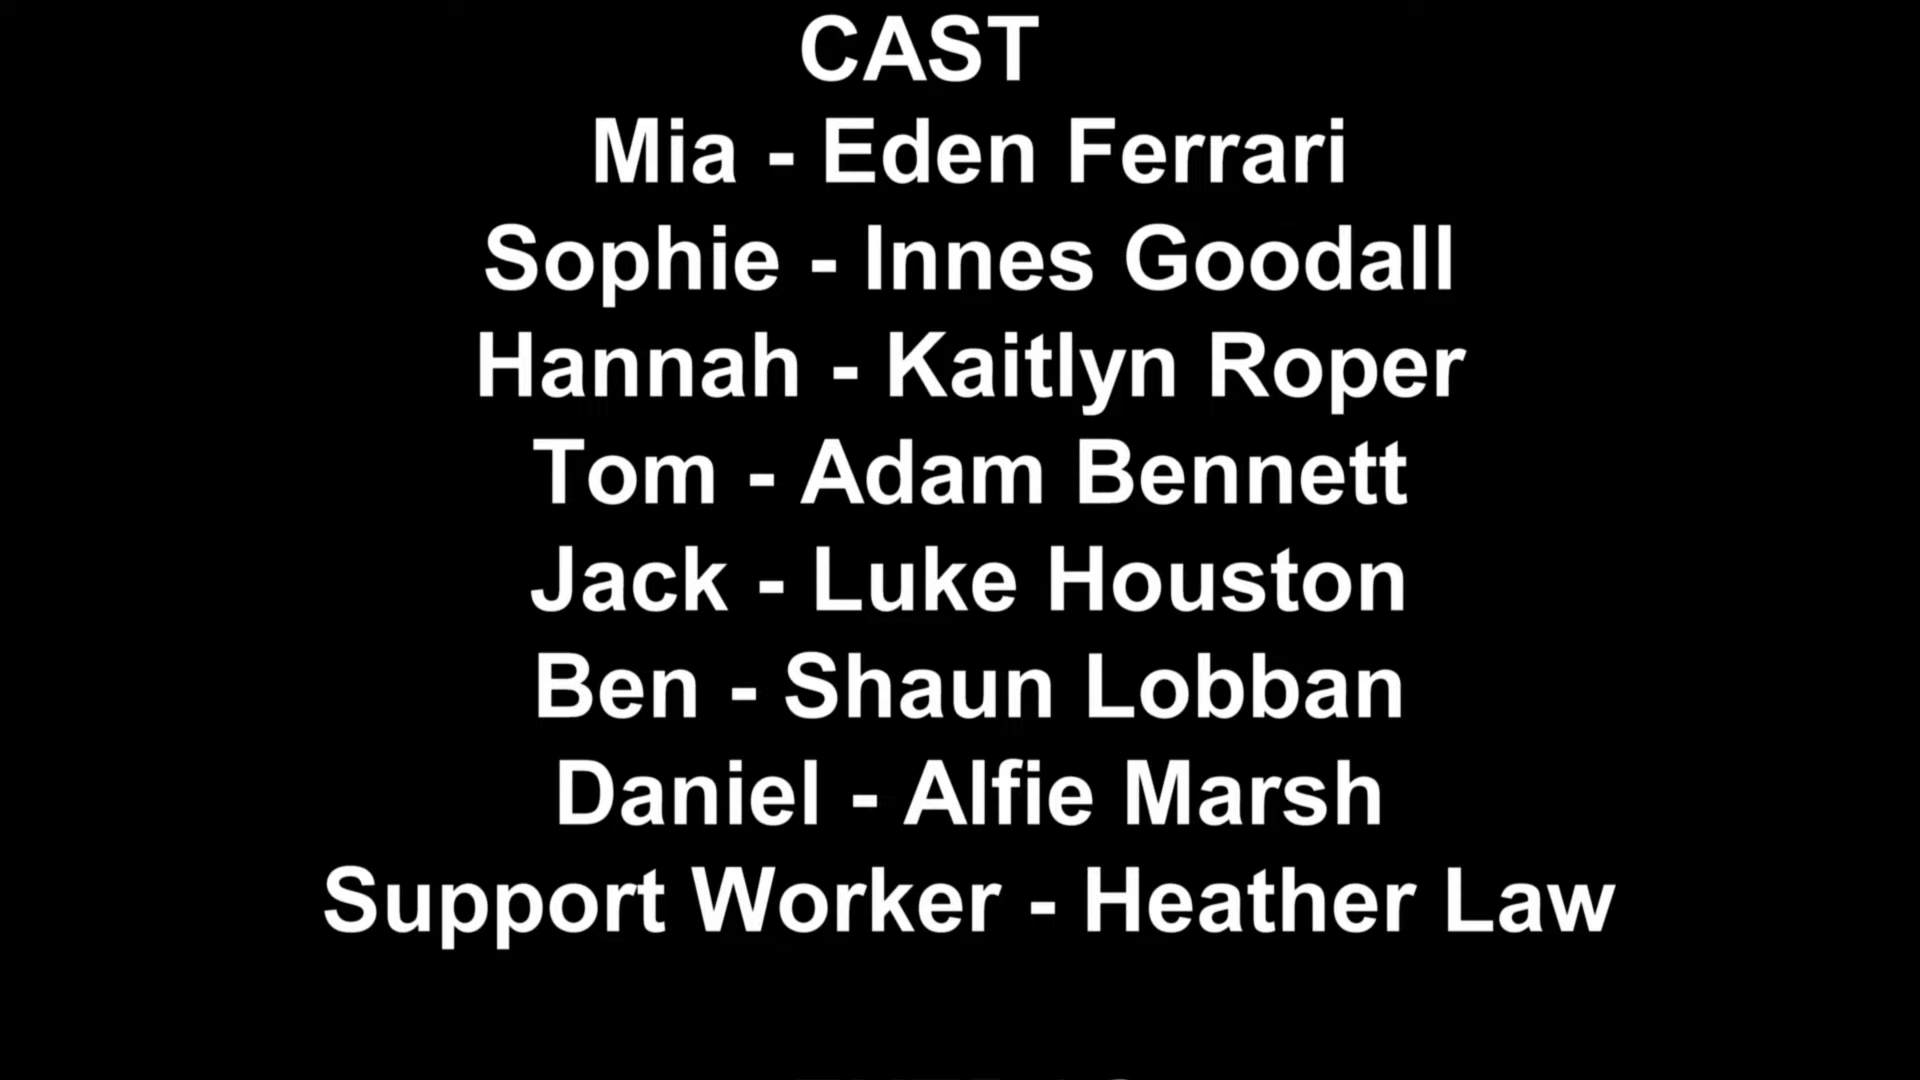 CAST
Mia - Eden Ferrari
Sophie - Innes Goodall
Hannah - Kaitlyn Roper
Tom - Adam Bennett
Jack - Luke Houston
Ben - Shaun Lobban
Daniel - Alfie Marsh
Support Worker - Heather Law